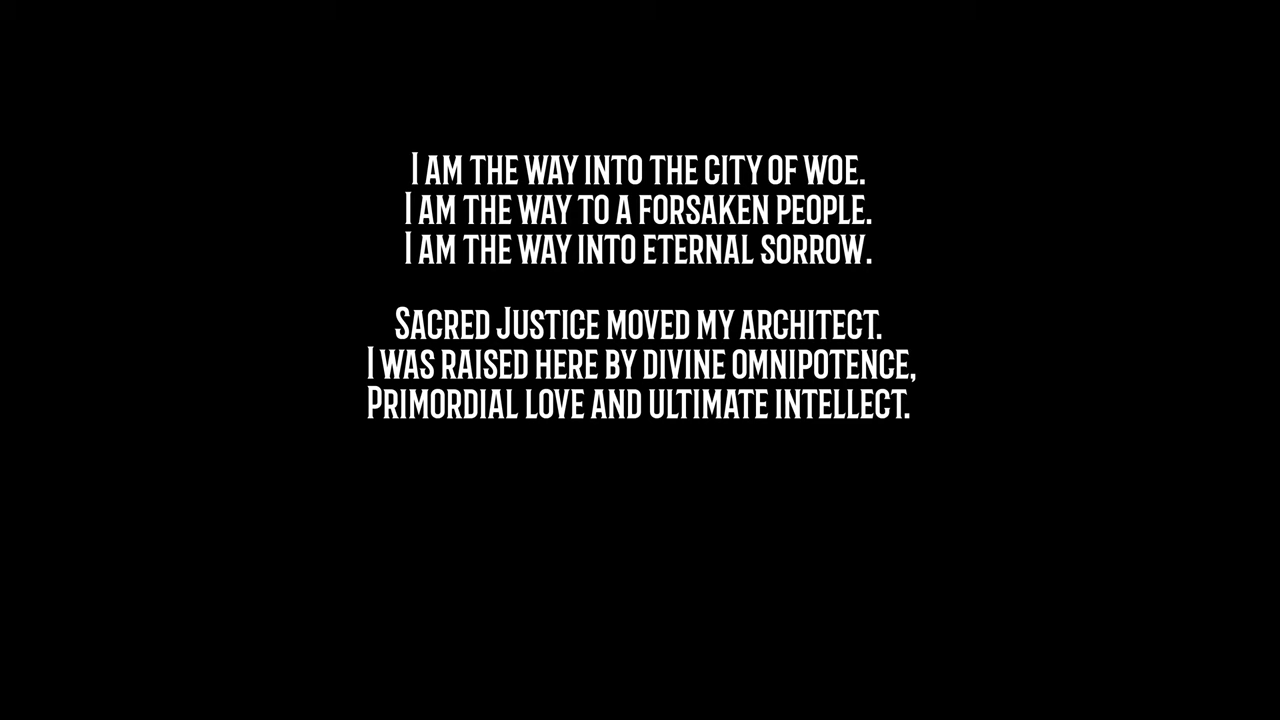 I am the way into the city of woe.
I am the way to a forsaken people.
I am the way into eternal sorrow.
Sacred Justice moved my architect.
I was raised here by divine omnipotence,
Primordial love and ultimate intellect.